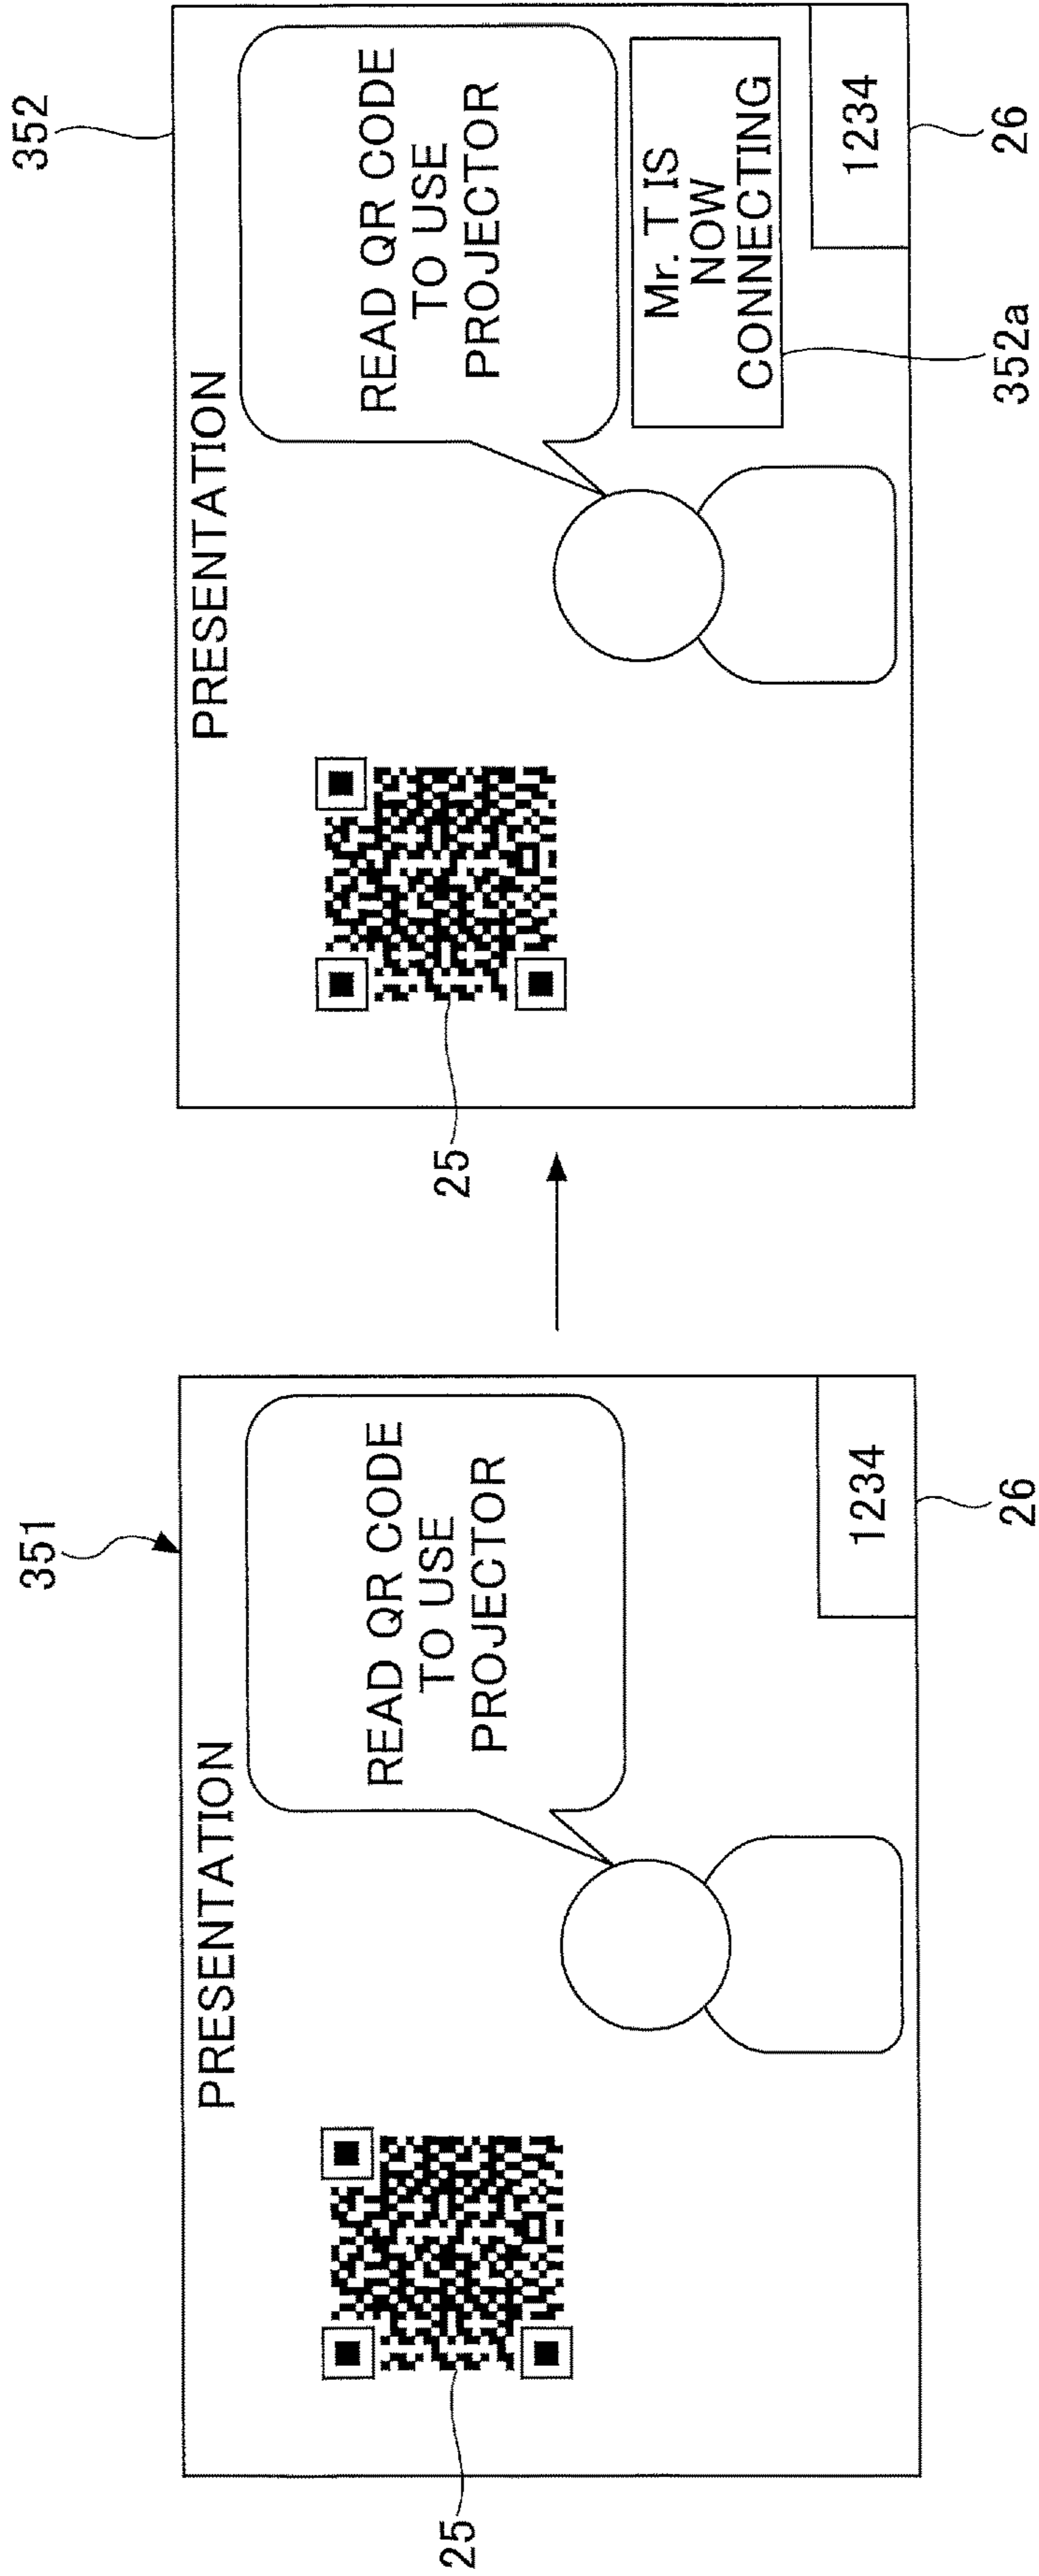 351
PRESENTATION
READ QR CODE
TO USE
PROJECTOR
25
1234
26
352
PRESENTATION
READ QR CODE
TO USE
PROJECTOR
Mr. T IS
NOW
CONNECTING
25
1234
352a
26